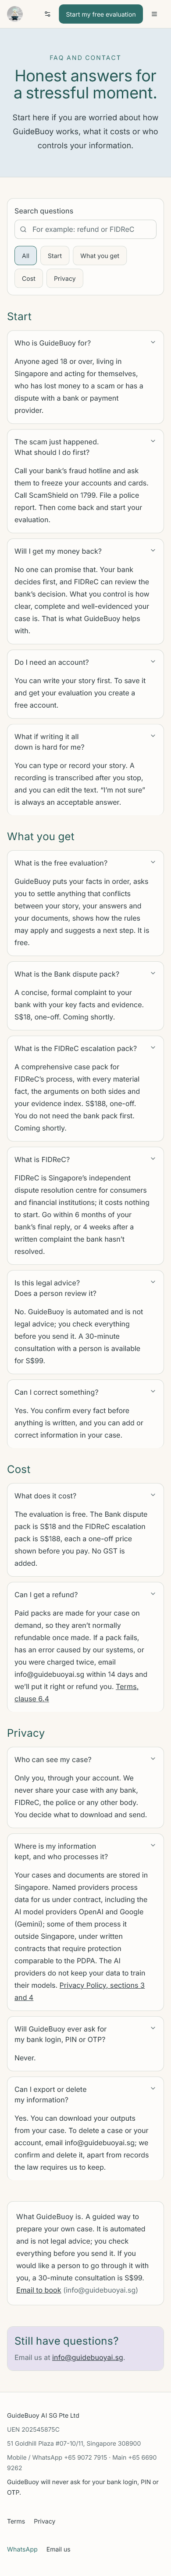 Start my free evaluation
FAQ AND CONTACT
Honest answers for
a stressful moment.
Start here if you are worried about how
GuideBuoy works, what it costs or who
controls your information.
Search questions
For example: refund or FIDReC
All
Start
What you get
Cost
Privacy
Start
Who is GuideBuoy for?
Anyone aged 18 or over, living in
Singapore and acting for themselves,
who has lost money to a scam or has a
dispute with a bank or payment
provider.
The scam just happened.
What should I do first?
Call your bank's fraud hotline and ask
them to freeze your accounts and cards.
Call ScamShield on 1799. File a police
report. Then come back and start your
evaluation.
Will I get my money back?
No one can promise that. Your bank
decides first, and FIDReC can review the
bank's decision. What you control is how
clear, complete and well-evidenced your
case is. That is what GuideBuoy helps
with.
Do I need an account?
You can write your story first. To save it
and get your evaluation you create a
free account.
What if writing it all
down is hard for me?
You can type or record your story. A
recording is transcribed after you stop,
and you can edit the text. "I'm not sure"
is always an acceptable answer.
What you get
What is the free evaluation?
GuideBuoy puts your facts in order, asks
you to settle anything that conflicts
between your story, your answers and
your documents, shows how the rules
may apply and suggests a next step. It is
free.
What is the Bank dispute pack?
A concise, formal complaint to your
bank with your key facts and evidence.
S$18, one-off. Coming shortly.
What is the FIDReC escalation pack?
A comprehensive case pack for
FIDReC's process, with every material
fact, the arguments on both sides and
your evidence index. S$188, one-off.
You do not need the bank pack first.
Coming shortly.
What is FIDReC?
FIDReC is Singapore's independent
dispute resolution centre for consumers
and financial institutions; it costs nothing
to start. Go within 6 months of your
bank's final reply, or 4 weeks after a
written complaint the bank hasn't
resolved.
Is this legal advice?
Does a person review it?
No. GuideBuoy is automated and is not
legal advice; you check everything
before you send it. A 30-minute
consultation with a person is available
for S$99.
Can I correct something?
Yes. You confirm every fact before
anything is written, and you can add or
correct information in your case.
Cost
What does it cost?
The evaluation is free. The Bank dispute
pack is S$18 and the FIDReC escalation
pack is S$188, each a one-off price
shown before you pay. No GST is
added.
Can I get a refund?
Paid packs are made for your case on
demand, so they aren't normally
refundable once made. If a pack fails,
has an error caused by our systems, or
you were charged twice, email
info@guidebuoyai.sg within 14 days and
we'll put it right or refund you. Terms,
clause 6.4
Privacy
Who can see my case?
Only you, through your account. We
never share your case with any bank,
FIDReC, the police or any other body.
You decide what to download and send.
Where is my information
kept, and who processes it?
Your cases and documents are stored in
Singapore. Named providers process
data for us under contract, including the
AI model providers OpenAI and Google
(Gemini); some of them process it
outside Singapore, under written
contracts that require protection
comparable to the PDPA. The AI
providers do not keep your data to train
their models. Privacy Policy, sections 3
and 4
Will GuideBuoy ever ask for
my bank login, PIN or OTP?
Never.
Can I export or delete
my information?
Yes. You can download your outputs
from your case. To delete a case or your
account, email info@guidebuoyai.sg; we
confirm and delete it, apart from records
the law requires us to keep.
What GuideBuoy is. A guided way to
prepare your own case. It is automated
and is not legal advice; you check
everything before you send it. If you
would like a person to go through it with
you, a 30-minute consultation is S$99.
Email to book (info@guidebuoyai.sg)
Still have questions?
Email us at info@guidebuoyai.sg.
GuideBuoy AI SG Pte Ltd
UEN 202545875C
51 Goldhill Plaza #07-10/11, Singapore 308900
Mobile / WhatsApp +65 9072 7915 · Main +65 6690
9262
GuideBuoy will never ask for your bank login, PIN or
OTP.
Terms
Privacy
WhatsApp
Email us